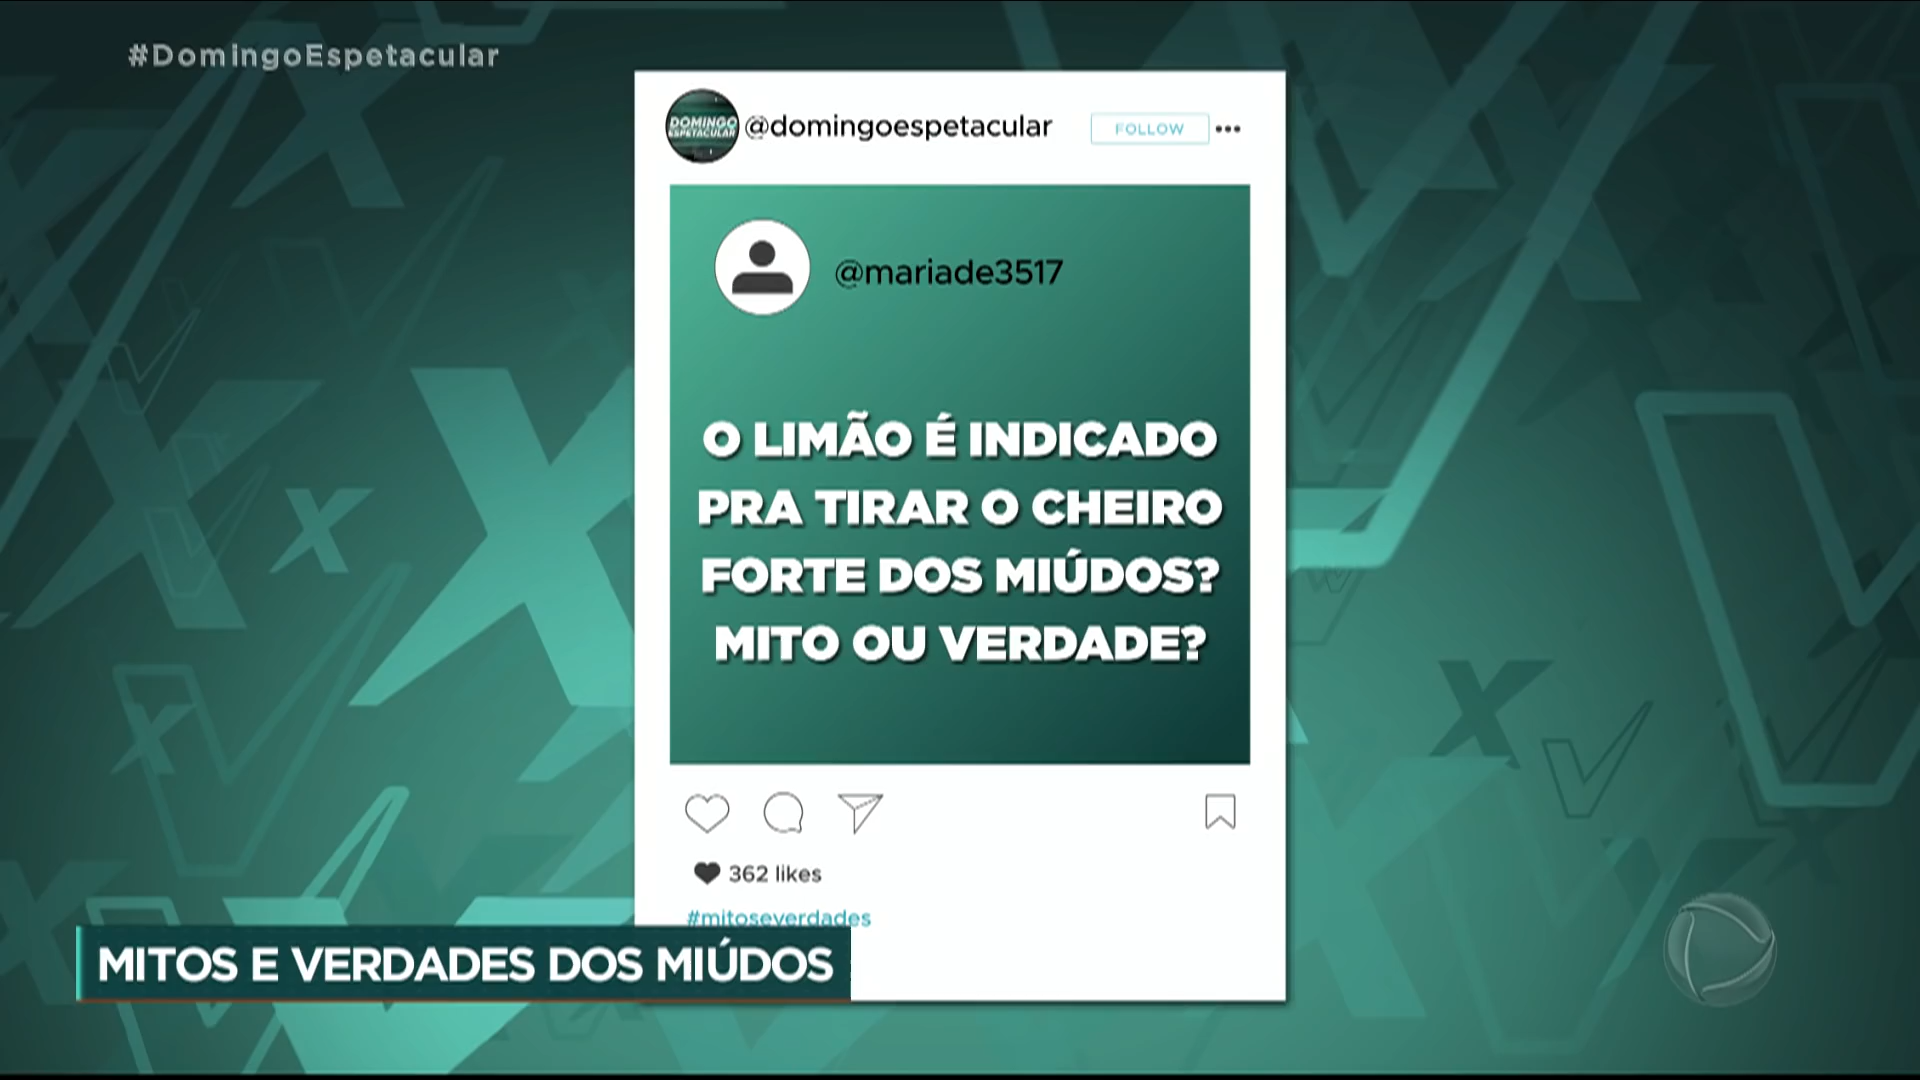 #DomingoEspetacular
DOMINGO
ESPETACULAR
@domingoespetacular
FOLLOW
@mariade3517
O LIMÃO É INDICADO
PRA TIRAR O CHEIRO
FORTE DOS MIÚDOS?
MITO OU VERDADE?
362 likes
#mitoseverdades
MITOS E VERDADES DOS MIÚDOS